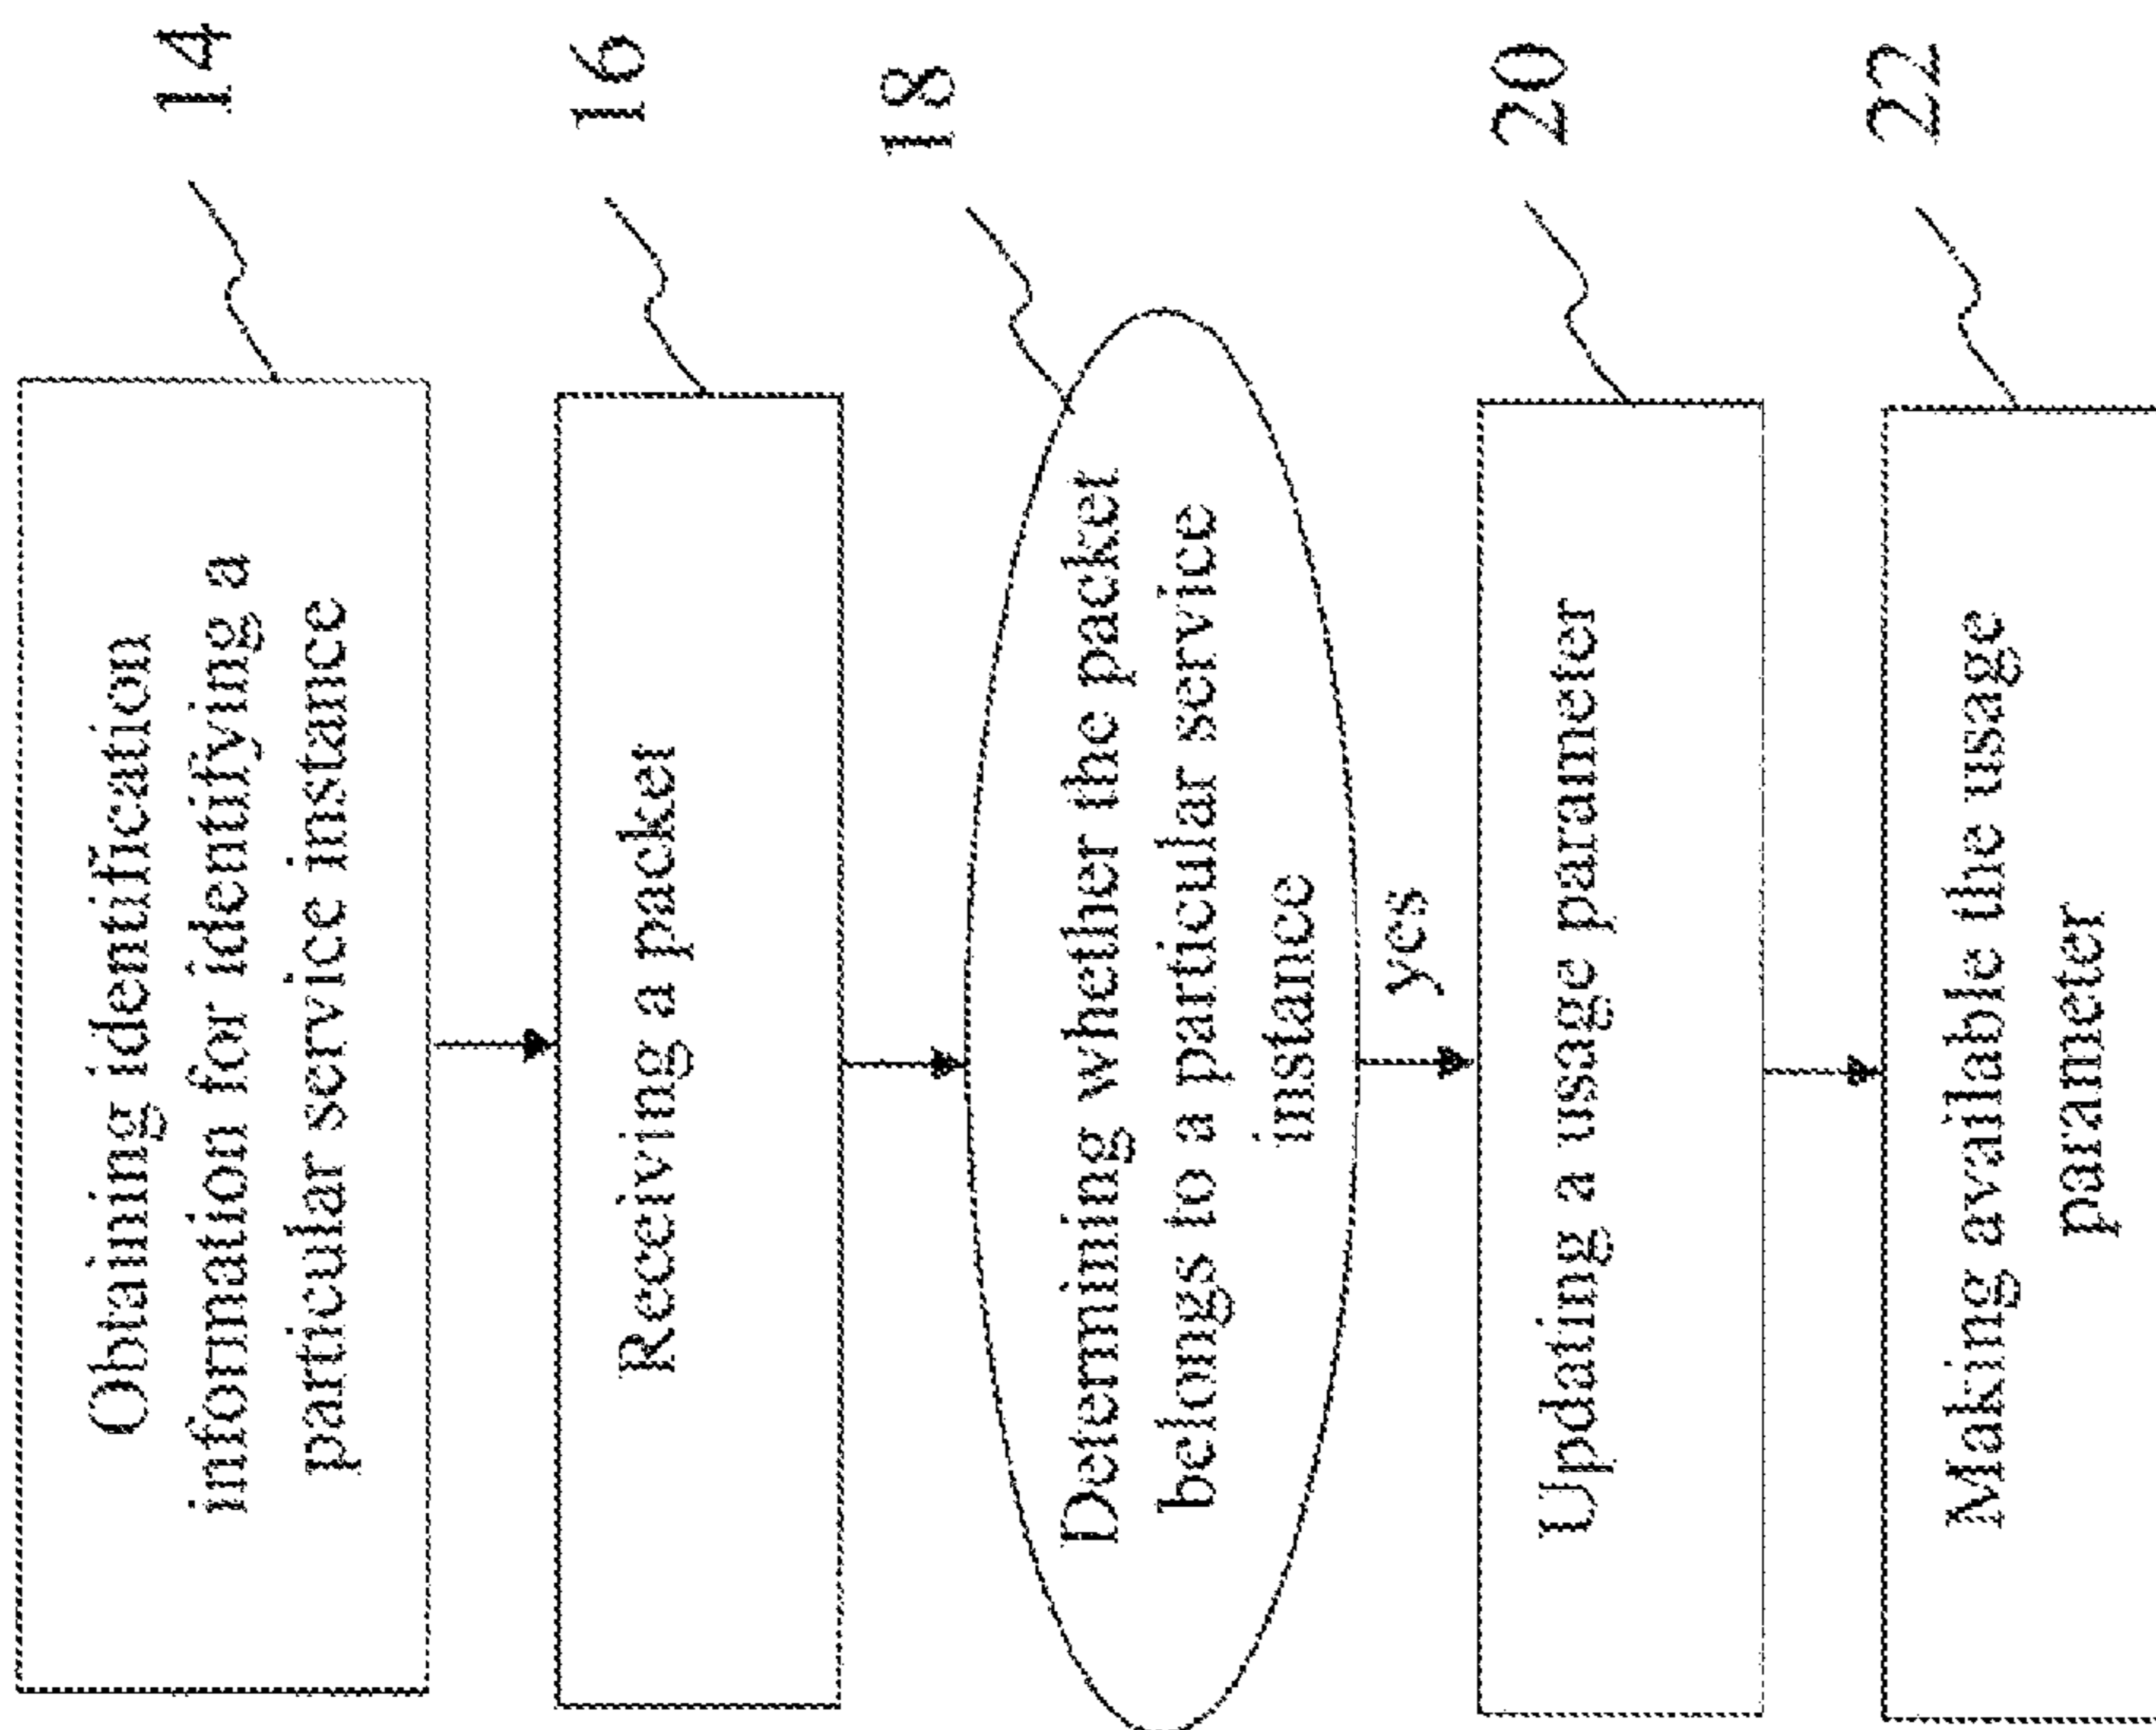 Obtaining identification
information for identifying a
particular service instance
14
Receiving a packet
16
Determining whether the packet
belongs to a particular service
instance
18
yes
Updating a usage parameter
20
Making available the usage
parameter
22